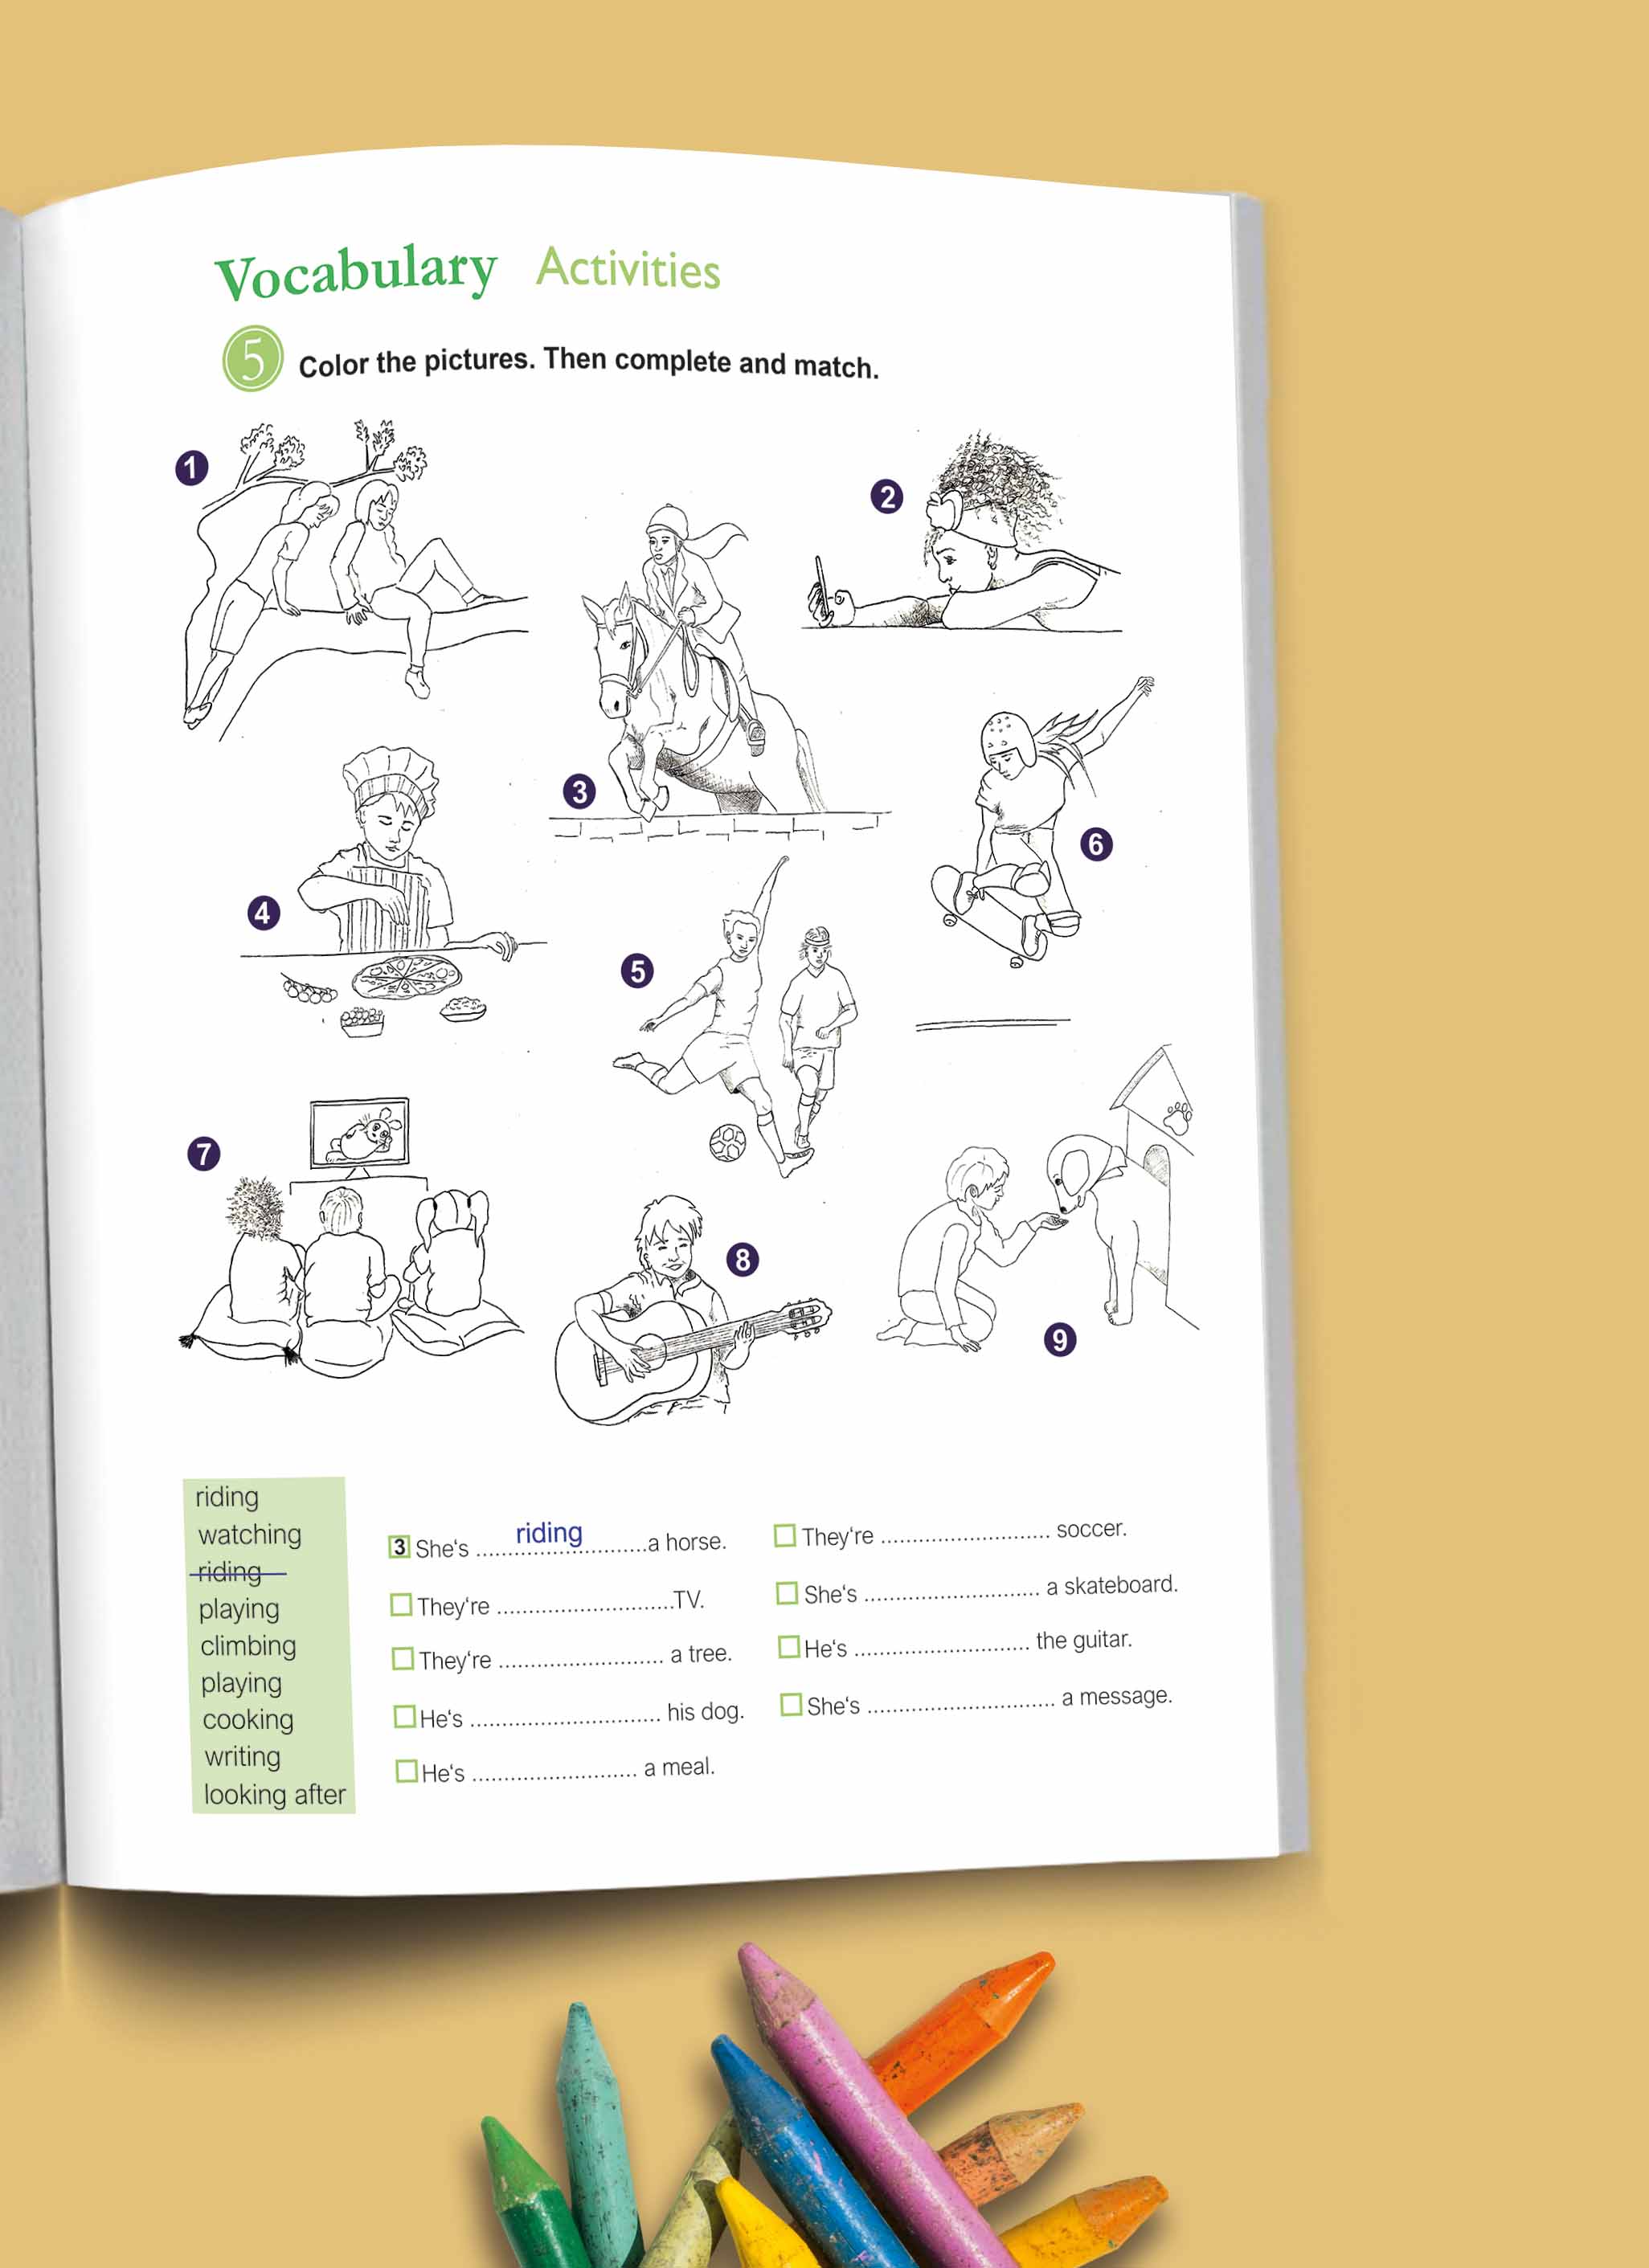 Vocabulary Activities
5 Color the pictures. Then complete and match.
1
2
3
4
5
6
7
8
9
riding
watching
riding
playing
climbing
playing
cooking
writing
looking after
3 She's .......riding.......a horse.
They're ...........................TV.
They're .......................... a tree.
He's .............................. his dog.
He's .......................... a meal.
They're .......................... soccer.
She's ........................... a skateboard.
He's ........................... the guitar.
She's ............................. a message.